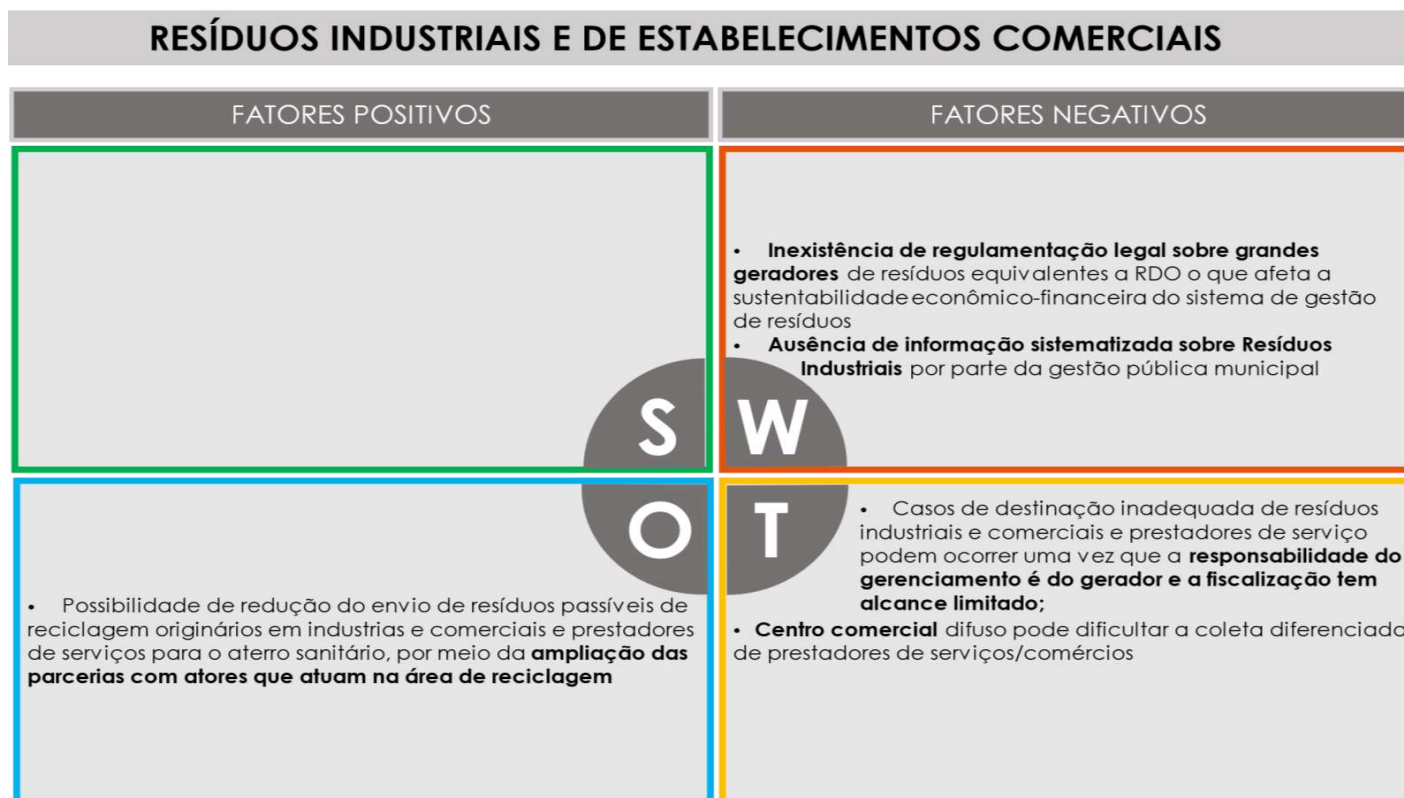 RESÍDUOS INDUSTRIAIS E DE ESTABELECIMENTOS COMERCIAIS
FATORES POSITIVOS
FATORES NEGATIVOS
• Inexistência de regulamentação legal sobre grandes
geradores de resíduos equivalentes a RDO o que afeta a
sustentabilidade econômico-financeira do sistema de gestão
de resíduos
• Ausência de informação sistematizada sobre Resíduos
Industriais por parte da gestão pública municipal
S
W
O
T
• Possibilidade de redução do envio de resíduos passíveis de
reciclagem originários em industrias e comerciais e prestadores
de serviços para o aterro sanitário, por meio da ampliação das
parcerias com atores que atuam na área de reciclagem
• Casos de destinação inadequada de resíduos
industriais e comerciais e prestadores de serviço
podem ocorrer uma vez que a responsabilidade do
gerenciamento é do gerador e a fiscalização tem
alcance limitado;
• Centro comercial difuso pode dificultar a coleta diferenciada
de prestadores de serviços/comércios